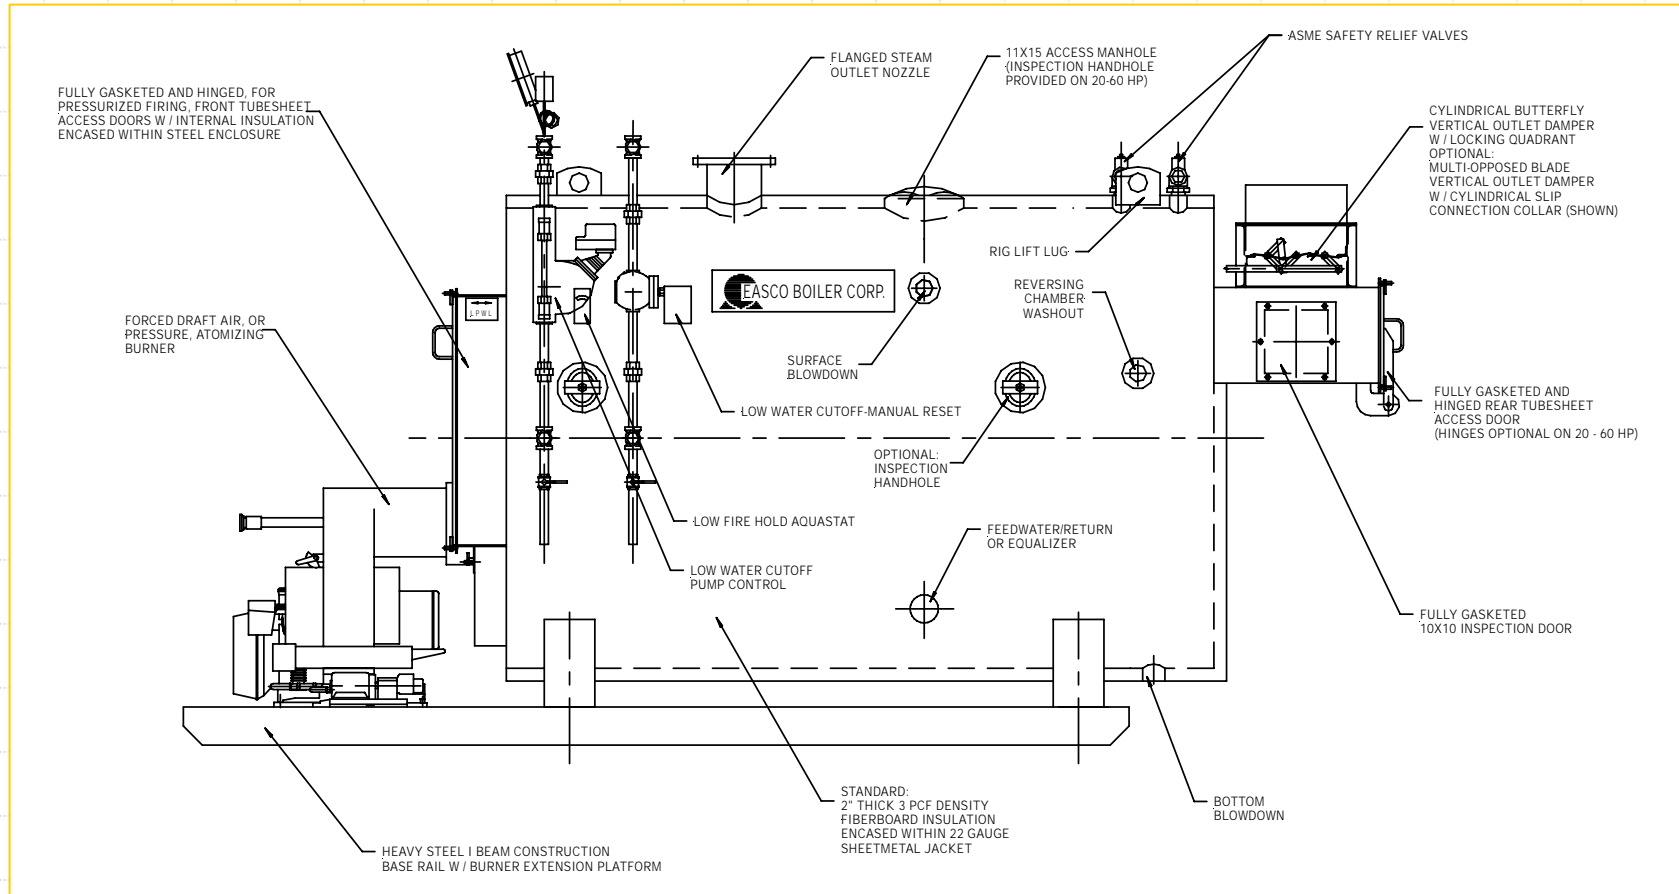 FULLY GASKETED AND HINGED, FOR
PRESSURIZED FIRING, FRONT TUBESHEET
ACCESS DOORS W / INTERNAL INSULATION
ENCASED WITHIN STEEL ENCLOSURE
FLANGED STEAM
OUTLET NOZZLE
11X15 ACCESS MANHOLE
(INSPECTION HANDHOLE
PROVIDED ON 20-60 HP)
ASME SAFETY RELIEF VALVES
CYLINDRICAL BUTTERFLY
VERTICAL OUTLET DAMPER
W / LOCKING QUADRANT
OPTIONAL:
MULTI-OPPOSED BLADE
VERTICAL OUTLET DAMPER
W / CYLINDRICAL SLIP
CONNECTION COLLAR (SHOWN)
RIG LIFT LUG
REVERSING
CHAMBER
WASHOUT
EASCO BOILER CORP.
LPWL
FORCED DRAFT AIR, OR
PRESSURE, ATOMIZING
BURNER
SURFACE
BLOWDOWN
LOW WATER CUTOFF-MANUAL RESET
FULLY GASKETED AND
HINGED REAR TUBESHEET
ACCESS DOOR
(HINGES OPTIONAL ON 20 - 60 HP)
OPTIONAL:
INSPECTION
HANDHOLE
LOW FIRE HOLD AQUASTAT
FEEDWATER/RETURN
OR EQUALIZER
LOW WATER CUTOFF
PUMP CONTROL
FULLY GASKETED
10X10 INSPECTION DOOR
STANDARD:
2" THICK 3 PCF DENSITY
FIBERBOARD INSULATION
ENCASED WITHIN 22 GAUGE
SHEETMETAL JACKET
BOTTOM
BLOWDOWN
HEAVY STEEL I BEAM CONSTRUCTION
BASE RAIL W / BURNER EXTENSION PLATFORM